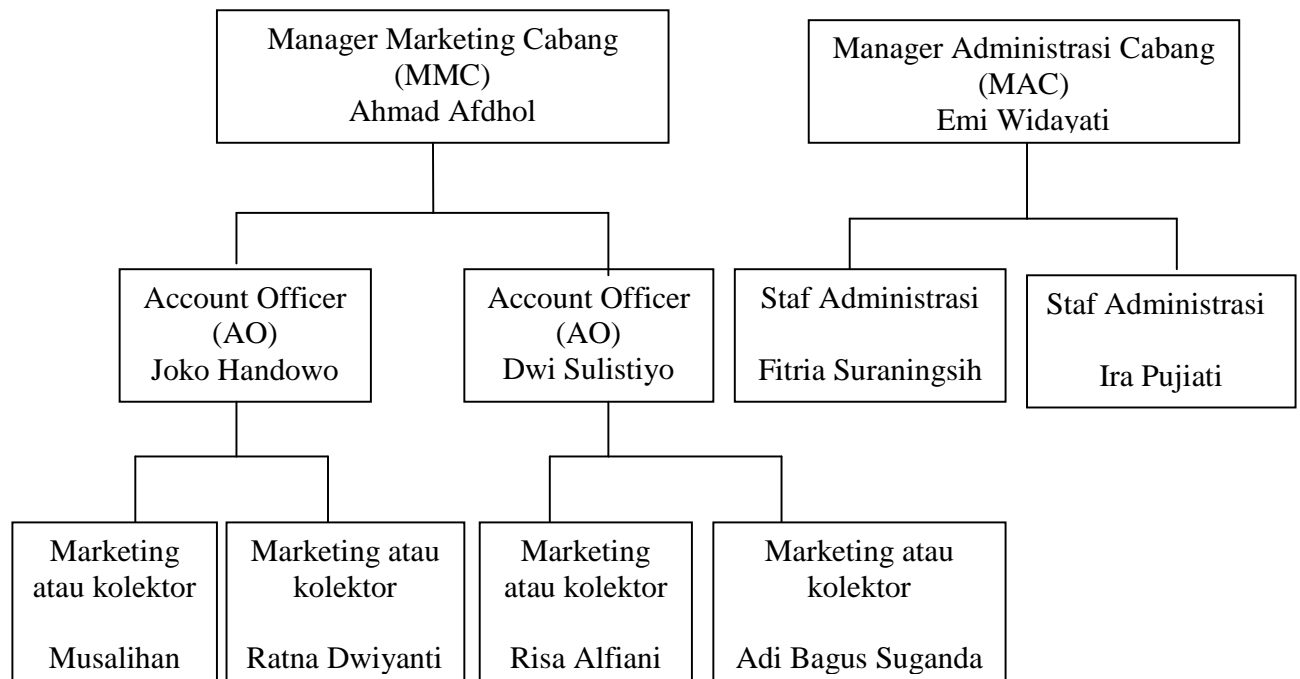 Manager Marketing Cabang
(MMC)
Ahmad Afdhol
Manager Administrasi Cabang
(MAC)
Emi Widayati
Account Officer
(AO)
Joko Handowo
Account Officer
(AO)
Dwi Sulistiyo
Staf Administrasi
Fitria Suraningsih
Staf Administrasi
Ira Pujiati
Marketing
atau kolektor
Musalihan
Marketing atau
kolektor
Ratna Dwiyanti
Marketing
atau kolektor
Risa Alfiani
Marketing atau
kolektor
Adi Bagus Suganda